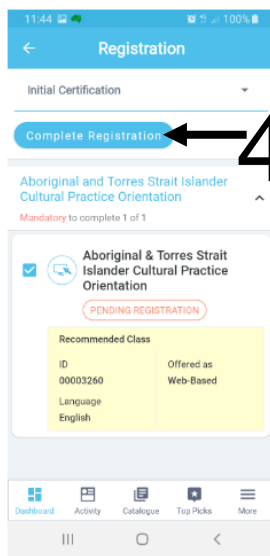 11:44 100%
Registration
Initial Certification
Complete Registration
4
Aboriginal and Torres Strait Islander
Cultural Practice Orientation
Mandatory to complete 1 of 1
Aboriginal & Torres Strait
Islander Cultural Practice
Orientation
PENDING REGISTRATION
Recommended Class
ID Offered as
00003260 Web-Based
Language
English
Dashboard Activity Catalogue Top Picks More